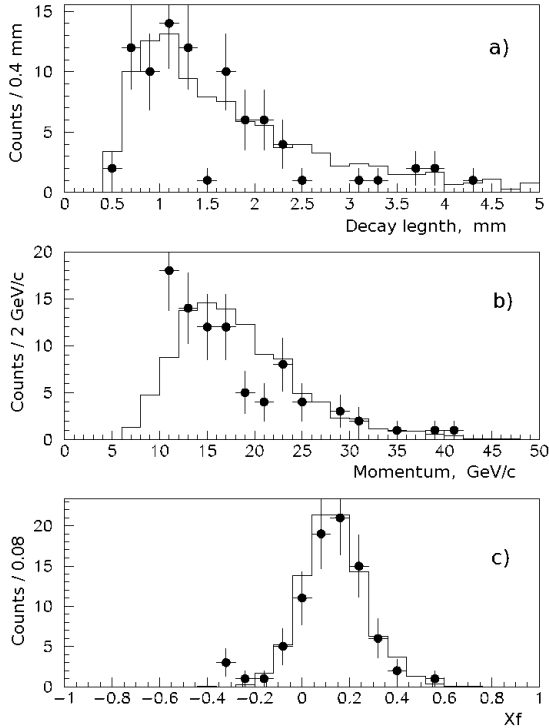 15
10
5
0
Counts / 0.4 mm
a)
0 0.5 1 1.5 2 2.5 3 3.5 4 4.5 5
Decay legnth, mm
20
15
10
5
0
Counts / 2 GeV/c
b)
0 5 10 15 20 25 30 35 40 45 50
Momentum, GeV/c
20
15
10
5
0
Counts / 0.08
c)
−1 −0.8 −0.6 −0.4 −0.2 0 0.2 0.4 0.6 0.8 1
Xf